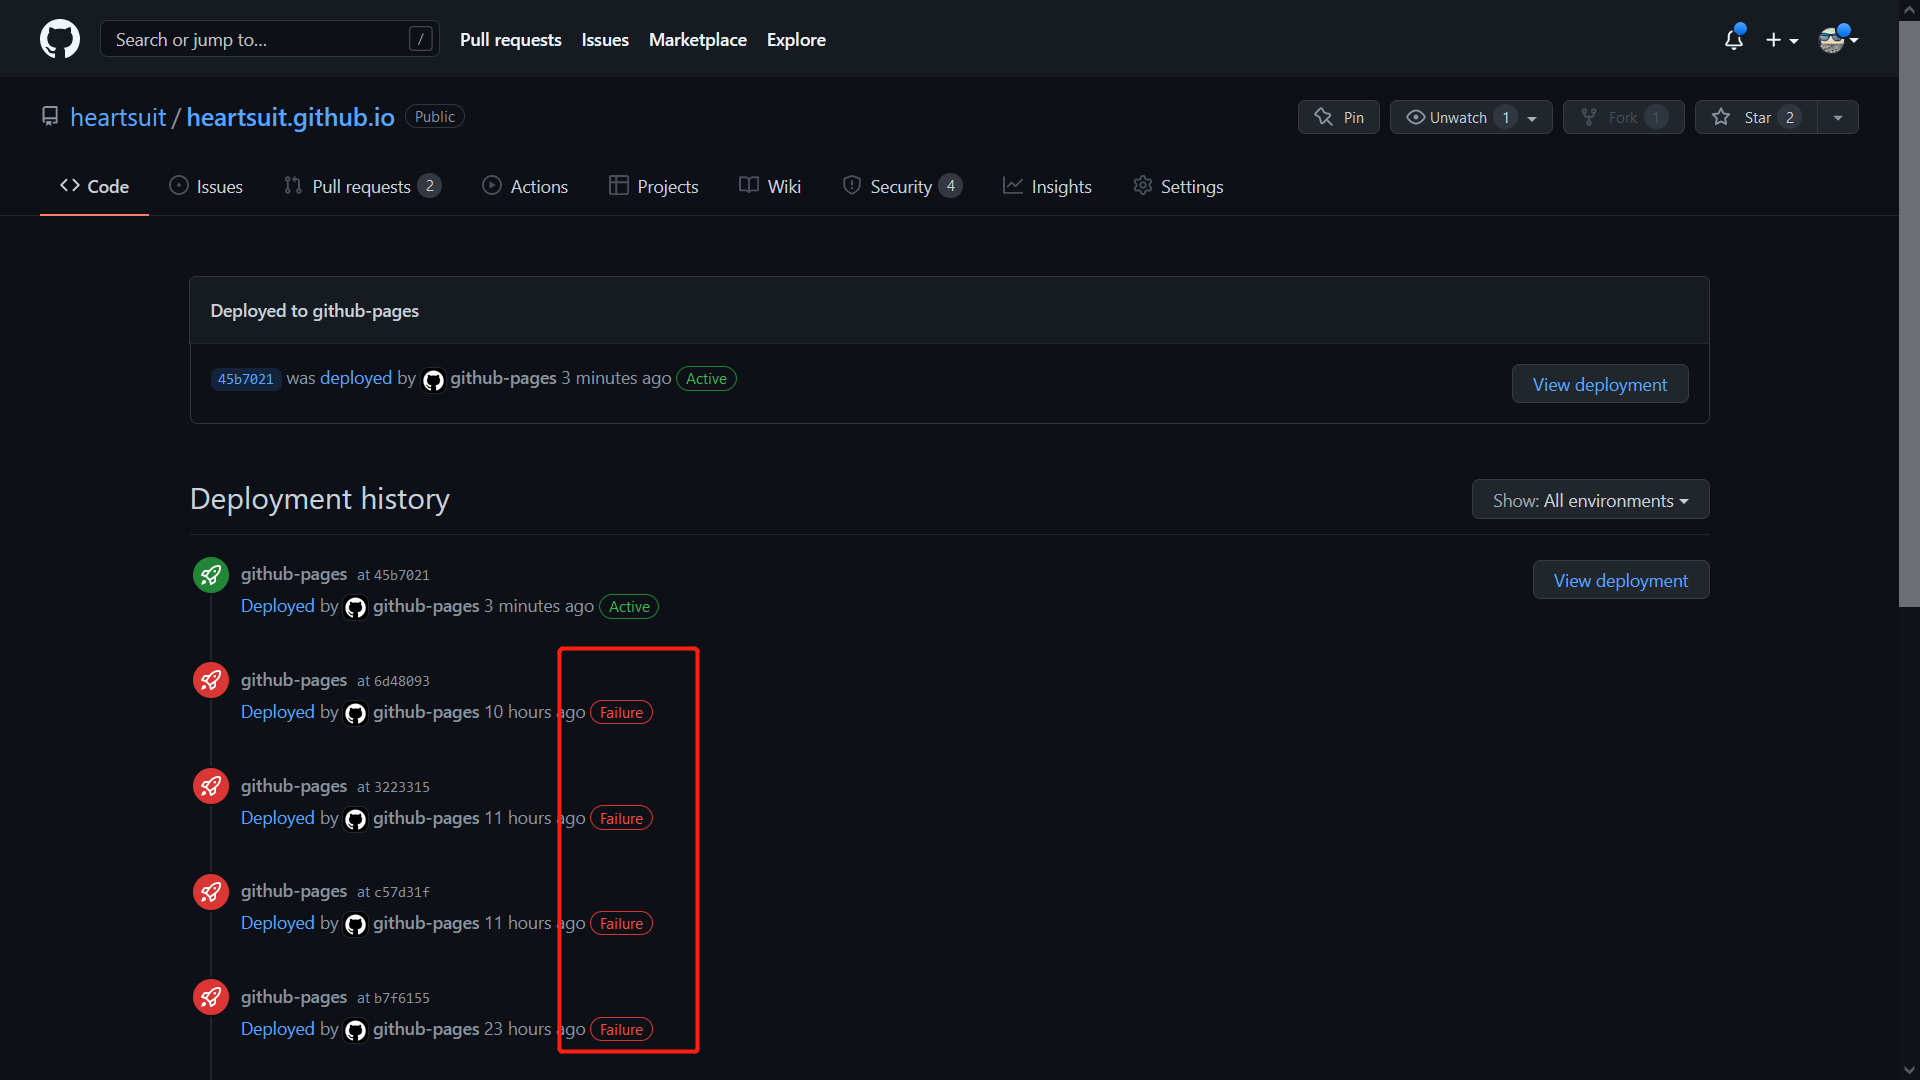 Search or jump to... / Pull requests Issues Marketplace Explore
heartsuit / heartsuit.github.io Public Pin Unwatch 1 Fork 1 Star 2
Code Issues Pull requests 2 Actions Projects Wiki Security 4 Insights Settings
Deployed to github-pages
45b7021 was deployed by github-pages 3 minutes ago Active View deployment
Deployment history Show: All environments
github-pages at 45b7021 View deployment
Deployed by github-pages 3 minutes ago Active
github-pages at 6d48093
Deployed by github-pages 10 hours ago Failure
github-pages at 3223315
Deployed by github-pages 11 hours ago Failure
github-pages at c57d31f
Deployed by github-pages 11 hours ago Failure
github-pages at b7f6155
Deployed by github-pages 23 hours ago Failure